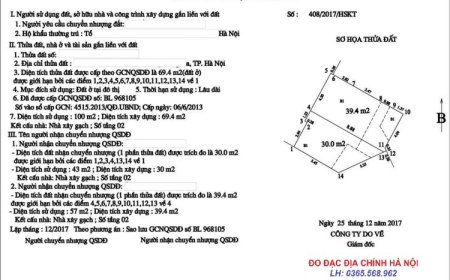 I. Người sử dụng đất, sở hữu nhà và công trình xây dựng gắn liền với đất
1. Người yêu cầu chuyển nhượng đất:
2. Hộ khẩu thường trú : Tổ Hà Nội
II. Thửa đất, nhà ở và tài sản gắn liền với đất
1. Thửa đất số:
2. Địa chỉ thửa đất : a, TP. Hà Nội
3. Diện tích thửa đất được cấp theo GCNQSDĐ là 69.4 m2(đất ở)
được giới hạn bởi các điểm 1,2,3,4,5,6,7,8,9,10,11,12,13,14 về 1
4. Mục đích sử dụng: Đất ở tại đô thị 5. Thời hạn sử dụng : Lâu dài
6. Đã được cấp GCNQSDĐ số: BL 968105
Vào sổ cấp GCN: 4515.2013/QĐ.UBND; Cấp ngày: 06/6/2013
7. Diện tích sử dụng : 100 m2 ; Diện tích xây dựng : 69.4 m2
Kết cấu nhà: Nhà xây gạch ; Số tầng 02
III. Tên người nhận chuyển nhượng QSDĐ:
1. Người nhận chuyển nhượng QSDĐ:
- Diện tích đất nhận chuyển nhượng (1 phần thửa đất) được trích đo là 30.0 m2
được giới hạn bởi các điểm 1,2,3,4,13,14 về 1
- Diện tích sử dụng : 43 m2 ; Diện tích xây dựng : 30 m2
Kết cấu nhà: Nhà xây gạch ; Số tầng 02
2. Người nhận chuyển nhượng QSDĐ:
- Diện tích đất nhận chuyển nhượng (1 phần thửa đất) được trích đo là 39.4 m2
được giới hạn bởi các điểm 4,5,6,7,8,9,10,11,12,13 về 4
- Diện tích sử dụng : 57 m2 ; Diện tích xây dựng : 39.4 m2
Kết cấu nhà: Nhà xây gạch ; Số tầng 02
Lập tháng : 12/2017 Theo phương án : Sao lưu GCNQSDĐ số BL 968105
Người chuyển nhượng QSDĐ Người nhận chuyển nhượng QSDĐ
Số : 408/2017/HSKT
SƠ HỌA THỬA ĐẤT
5
6
7
8
9
10
39.4 m2
B
3
4
2
11
12
13
30.0 m2
1
14
Ngày 25 tháng 12 năm 2017
CÔNG TY ĐO VẼ
Giám đốc
ĐO ĐẠC ĐỊA CHÍNH HÀ NỘI
LH: 0365.568.962